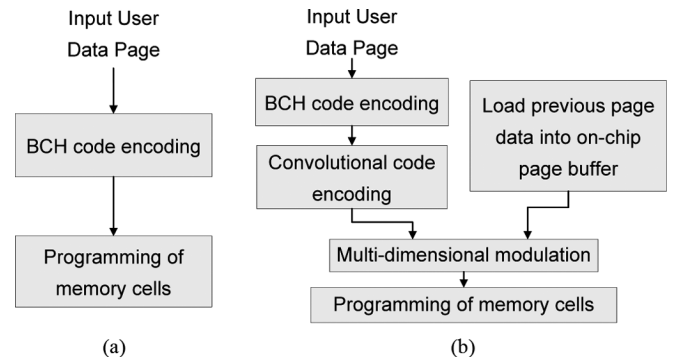 Input User
Data Page
BCH code encoding
Programming of
memory cells
(a)
Input User
Data Page
BCH code encoding
Convolutional code
encoding
Load previous page
data into on-chip
page buffer
Multi-dimensional modulation
Programming of memory cells
(b)